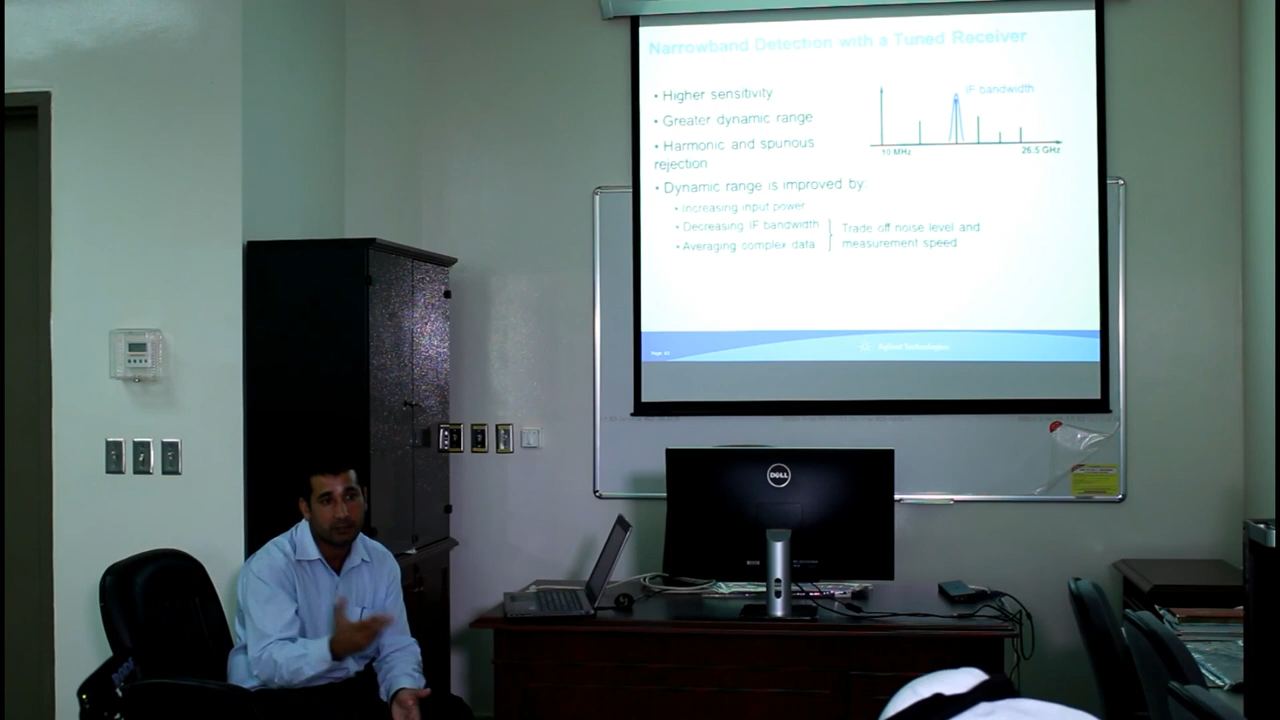 Narrowband Detection with a Tuned Receiver
• Higher sensitivity
• Greater dynamic range
• Harmonic and spurious
rejection
• Dynamic range is improved by:
• Increasing input power
• Decreasing IF bandwidth
• Averaging complex data
Trade off noise level and
measurement speed
IF bandwidth
10 MHz
26.5 GHz
Agilent Technologies
DELL